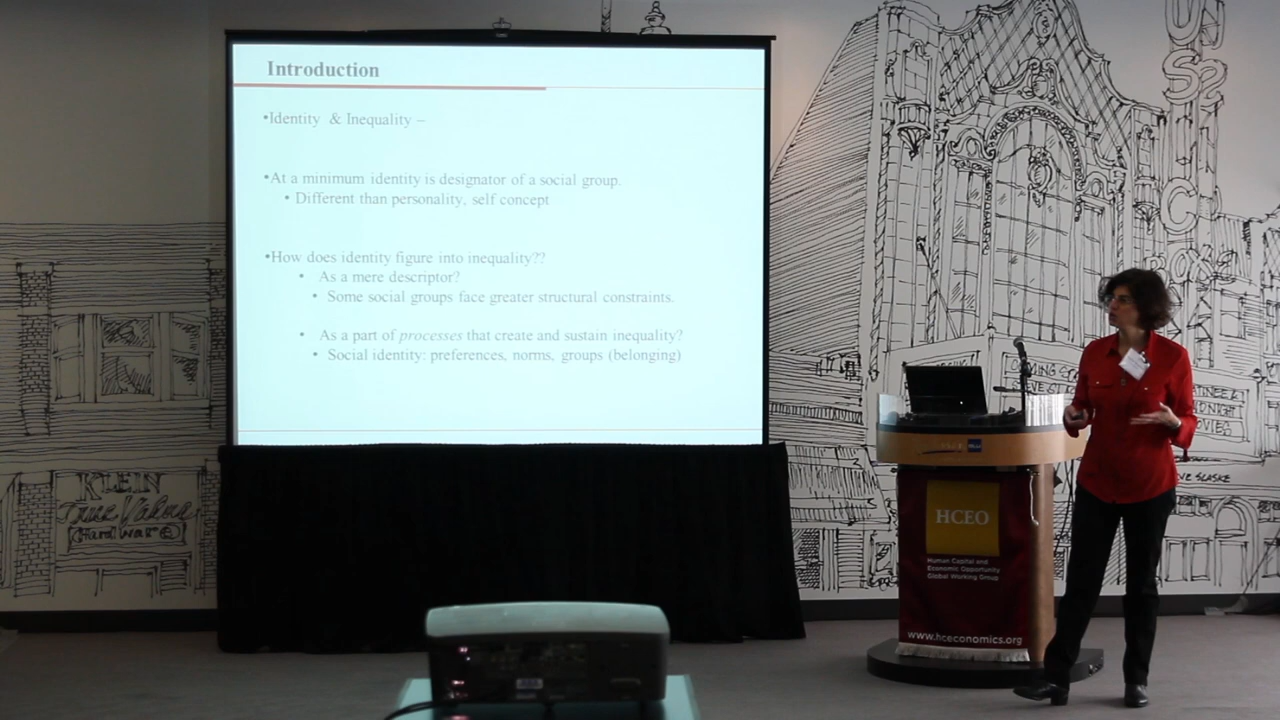 Introduction
•Identity & Inequality –
•At a minimum identity is designator of a social group.
• Different than personality, self concept
•How does identity figure into inequality??
• As a mere descriptor?
• Some social groups face greater structural constraints.
• As a part of processes that create and sustain inequality?
• Social identity: preferences, norms, groups (belonging)
KLEIN
True Value
Hardware
HCEO
Human Capital and
Economic Opportunity
Global Working Group
www.hceconomics.org